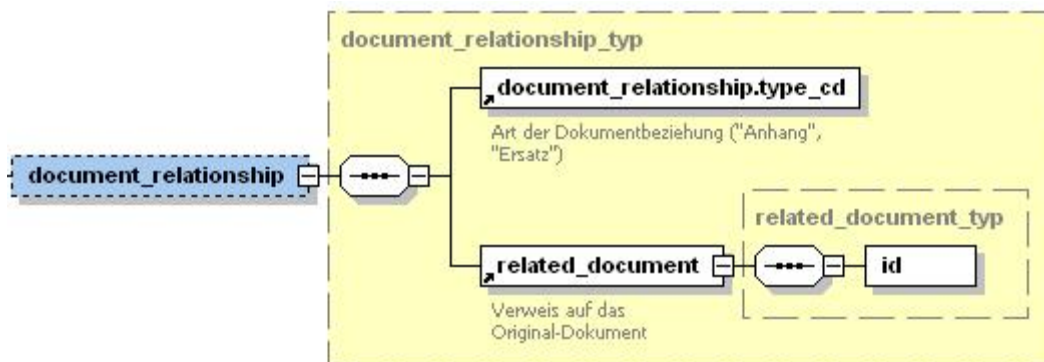 document_relationship_typ
document_relationship.type_cd
Art der Dokumentbeziehung ("Anhang",
"Ersatz")
document_relationship
related_document_typ
related_document
id
Verweis auf das
Original-Dokument